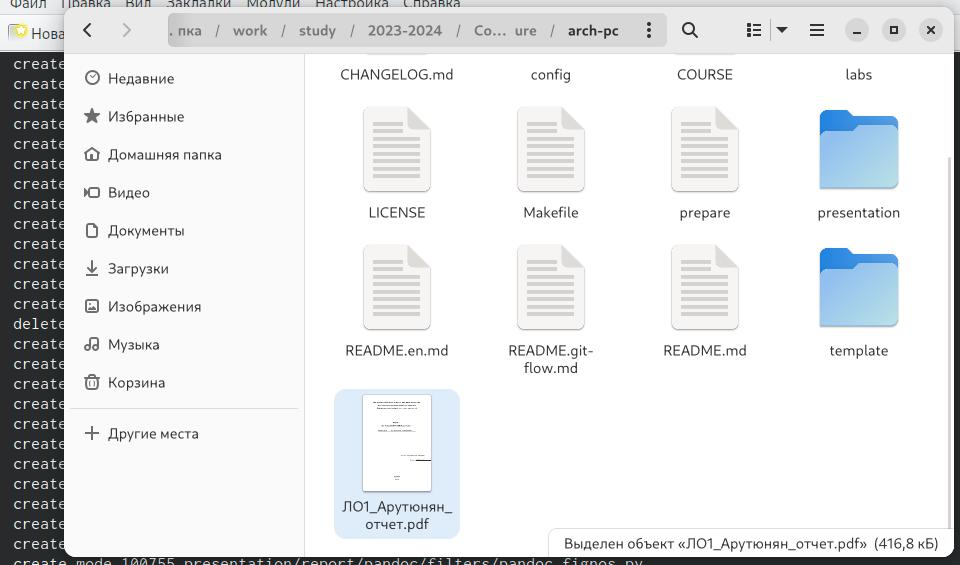 Файл Правка Вид Закладки Модули Настройка Справка
. пка / work / study / 2023-2024 / Co… ure / arch-pc
Нова
create
create
create
create
create
create
create
create
create
create
create
create
create
delete
create
create
create
create
create
create
create
create
create
create
create
create mode 100755 presentation/report/pandoc/filters/pandoc_fignos.py
Недавние
Избранные
Домашняя папка
Видео
Документы
Загрузки
Изображения
Музыка
Корзина
Другие места
CHANGELOG.md
config
COURSE
labs
LICENSE
Makefile
prepare
presentation
README.en.md
README.git-
flow.md
README.md
template
ЛО1_Арутюнян_
отчет.pdf
Выделен объект «ЛО1_Арутюнян_отчет.pdf» (416,8 кБ)